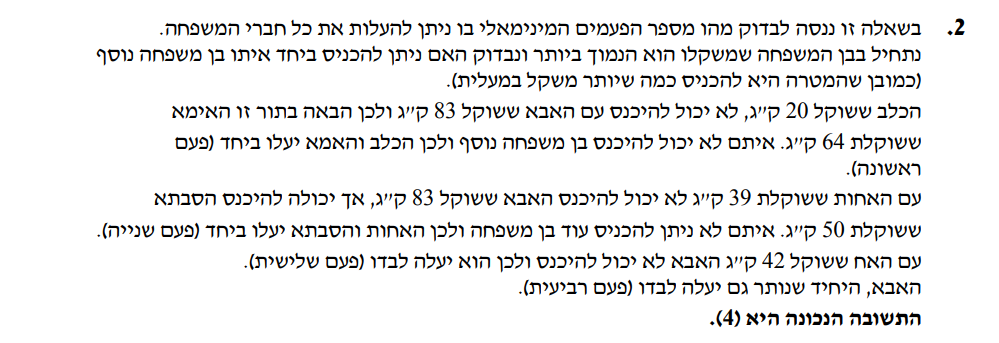 2. בשאלה זו ננסה לבדוק מהו מספר הפעמים המינימאלי בו ניתן להעלות את כל חברי המשפחה.
נתחיל בבן המשפחה שמשקלו הוא הנמוך ביותר ונבדוק האם ניתן להכניס ביחד איתו בן משפחה נוסף
(כמובן שהמטרה היא להכניס כמה שיותר משקל במעלית).
הכלב ששוקל 20 ק״ג, לא יכול להיכנס עם האבא ששוקל 83 ק״ג ולכן הבאה בתור זו האימא
ששוקלת 64 ק״ג. איתם לא יכול להיכנס בן משפחה נוסף ולכן הכלב והאמא יעלו ביחד (פעם
ראשונה).
עם האחות ששוקלת 39 ק״ג לא יכול להיכנס האבא ששוקל 83 ק״ג, אך יכולה להיכנס הסבתא
ששוקלת 50 ק״ג. איתם לא ניתן להכניס עוד בן משפחה ולכן האחות והסבתא יעלו ביחד (פעם שנייה).
עם האח ששוקל 42 ק״ג האבא לא יכול להיכנס ולכן הוא יעלה לבדו (פעם שלישית).
האבא, היחיד שנותר גם יעלה לבדו (פעם רביעית).
התשובה הנכונה היא (4).